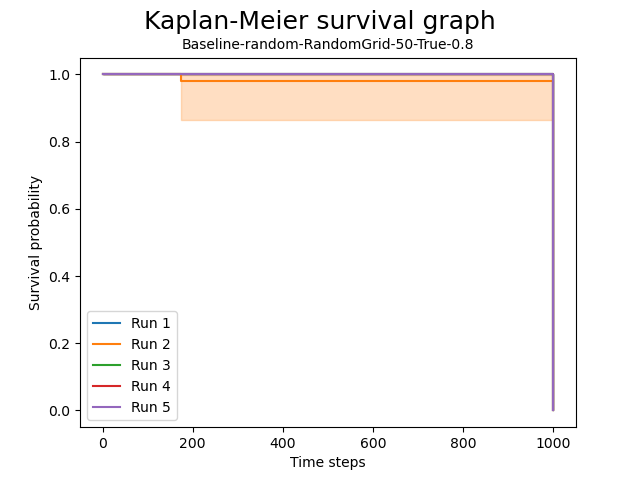 Kaplan-Meier survival graph
Baseline-random-RandomGrid-50-True-0.8
Survival probability
1.0
0.8
0.6
0.4
0.2
0.0
Run 1
Run 2
Run 3
Run 4
Run 5
0 200 400 600 800 1000
Time steps